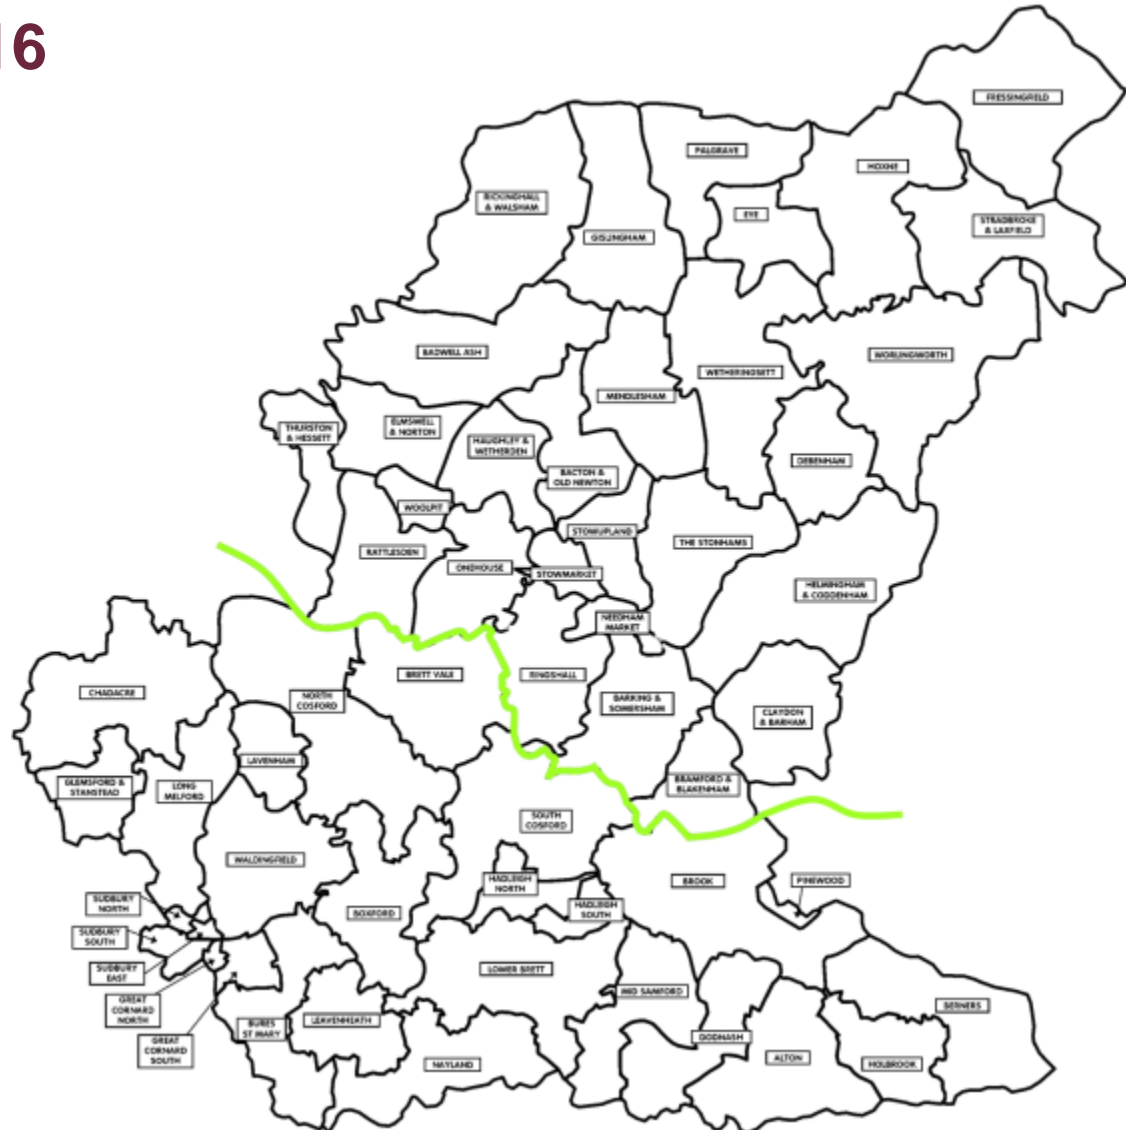 16
FRESSINGFIELD
PALGRAVE
HOXNE
RICKINGHALL
& WALSHAM
EYE
STRADBROKE
& LAXFIELD
GISLINGHAM
BADWELL ASH
WORLINGWORTH
WETHERINGSETT
MENDLESHAM
THURSTON
& HESSETT
ELMSWELL
& NORTON
HAUGHLEY &
WETHERDEN
DEBENHAM
BACTON &
OLD NEWTON
WOOLPIT
STOWUPLAND
THE STONHAMS
RATTLESDEN
ONEHOUSE
STOWMARKET
HELMINGHAM
& CODDENHAM
NEEDHAM
MARKET
BRETT VALE
RINGSHALL
CHADACRE
NORTH
COSFORD
BARKING &
SOMERSHAM
CLAYDON
& BARHAM
LAVENHAM
GLEMSFORD &
STANSTEAD
LONG
MELFORD
BRAMFORD &
BLAKENHAM
SOUTH
COSFORD
WALDINGFIELD
HADLEIGH
NORTH
BROOK
PINEWOOD
SUDBURY
NORTH
BOXFORD
HADLEIGH
SOUTH
SUDBURY
SOUTH
SUDBURY
EAST
LOWER BRETT
MID SAMFORD
GREAT
CORNARD
NORTH
BERNERS
BURES
ST MARY
LEAVENHEATH
COPDOCK
GREAT
CORNARD
SOUTH
NAYLAND
ALTON
HOLBROOK